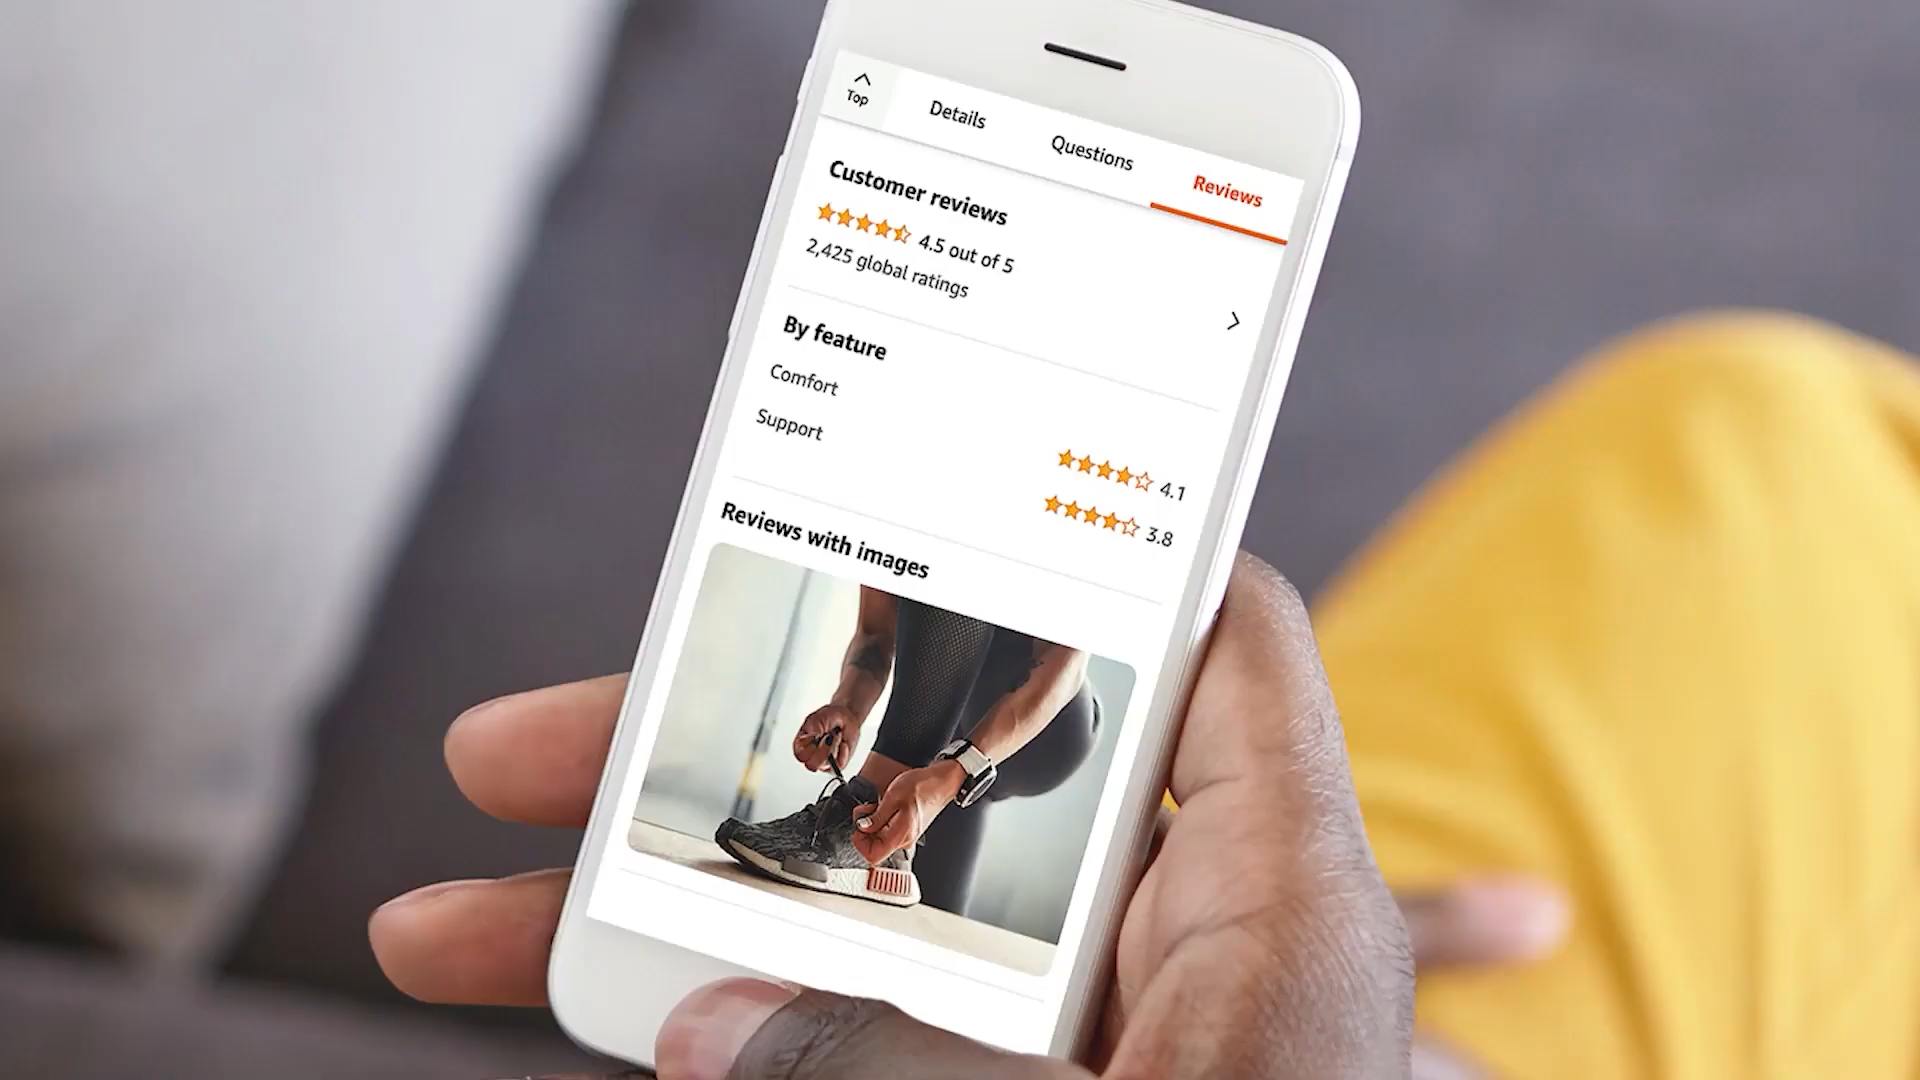 Top
Details
Questions
Reviews
Customer reviews
4.5 out of 5
2,425 global ratings
By feature
Comfort
4.1
Support
3.8
Reviews with images